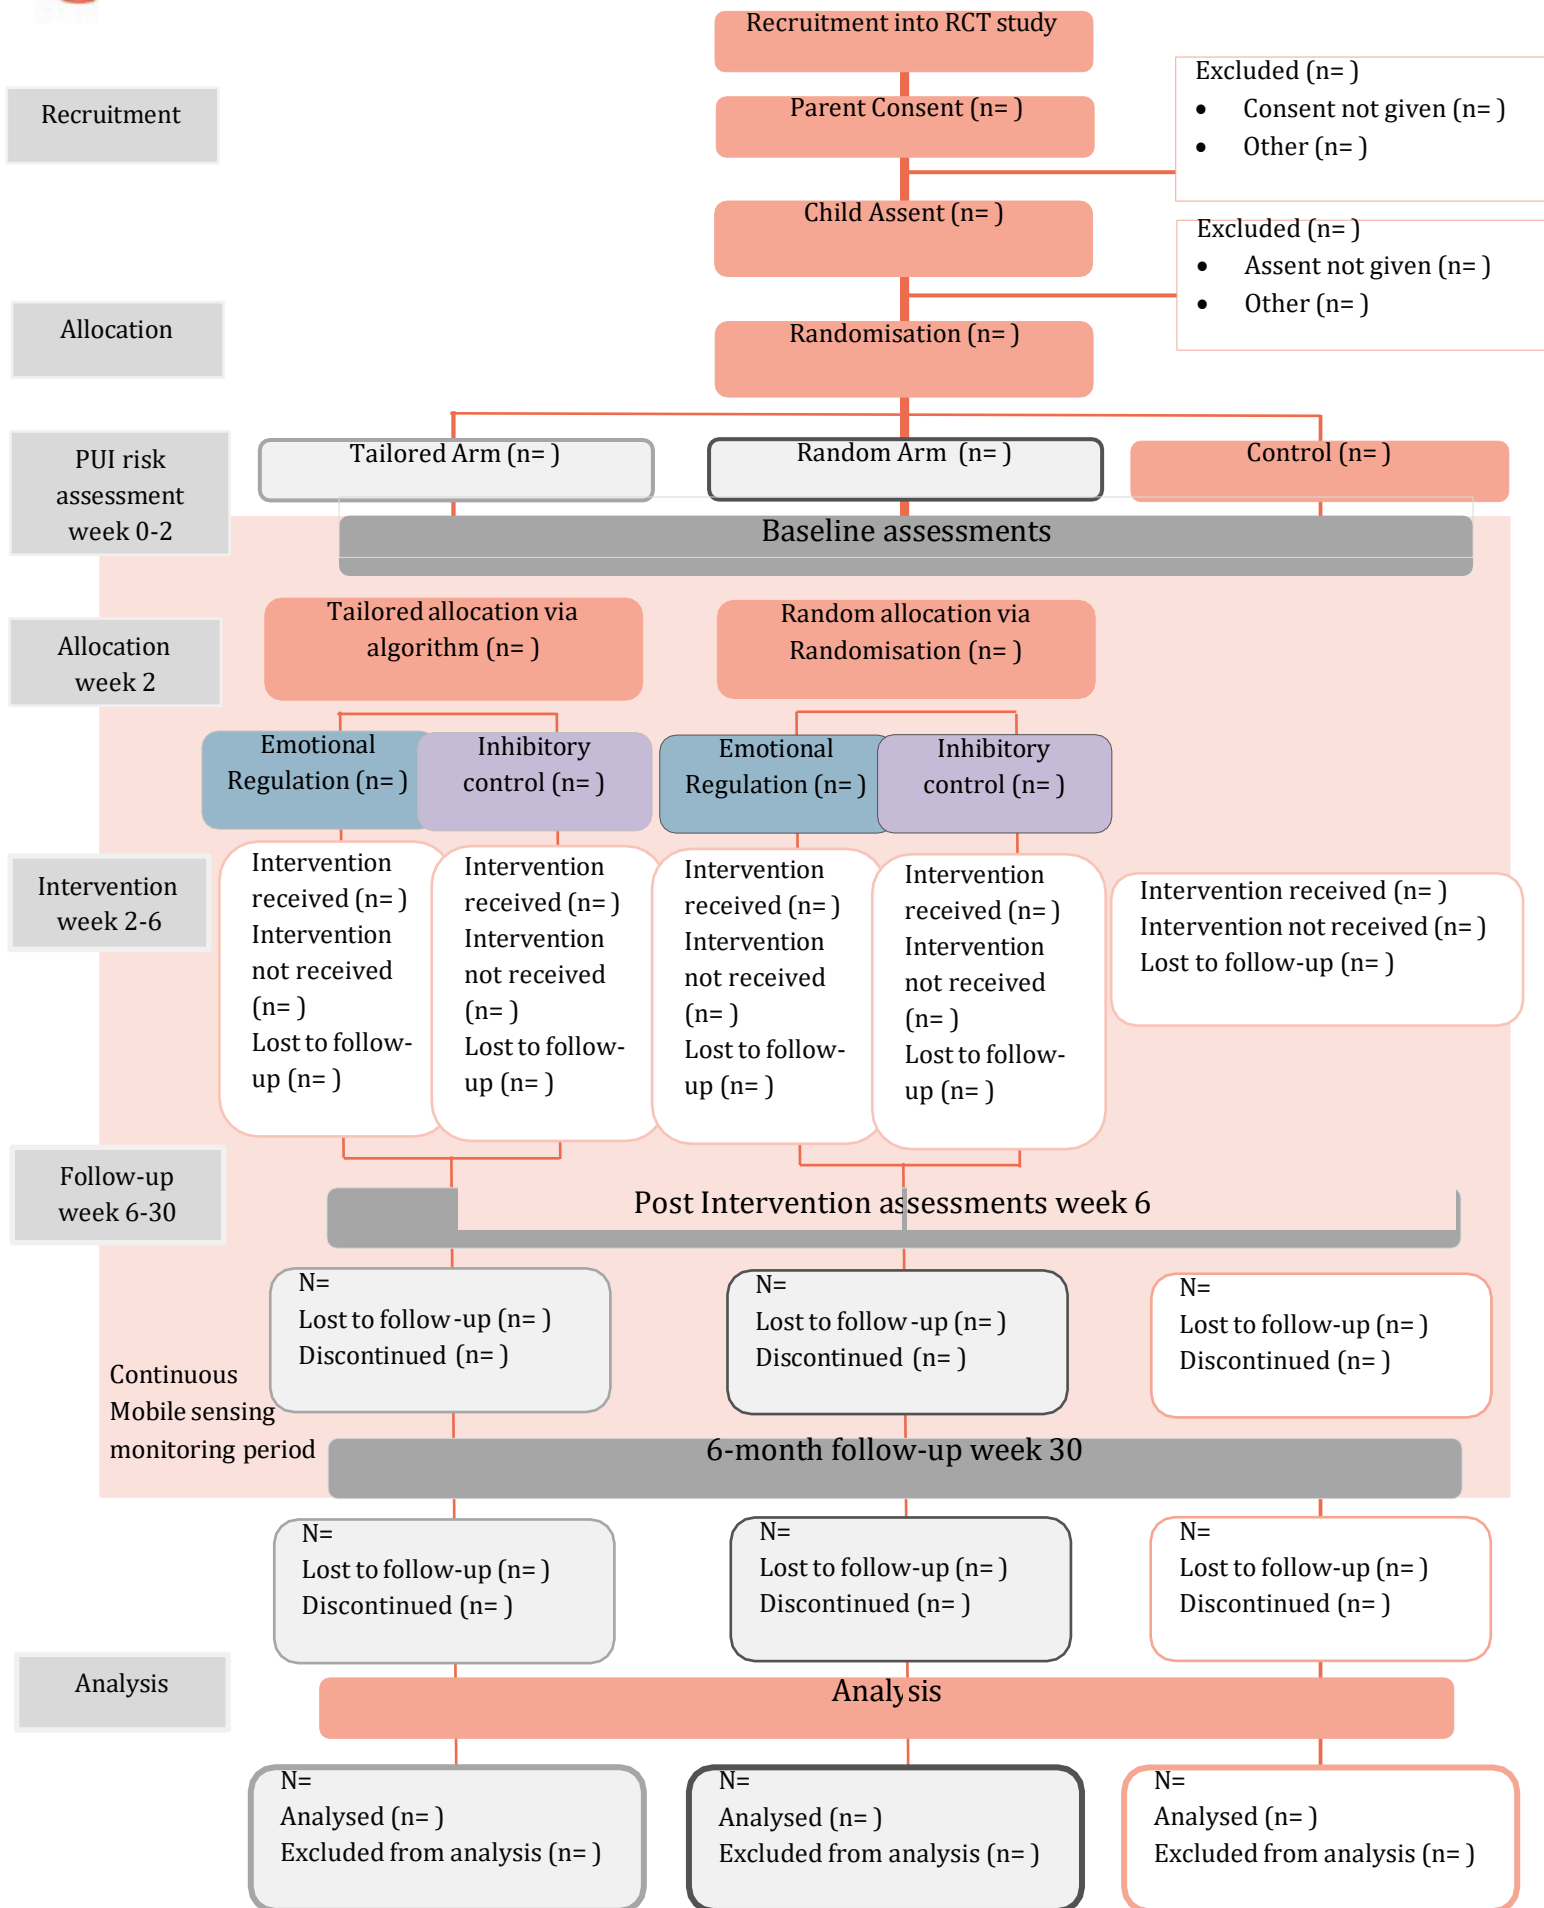 Recruitment into RCT study
Excluded (n= )
• Consent not given (n= )
• Other (n= )
Recruitment
Parent Consent (n= )
Child Assent (n= )
Excluded (n= )
• Assent not given (n= )
• Other (n= )
Allocation
Randomisation (n= )
PUI risk
assessment
week 0-2
Tailored Arm (n= )
Random Arm (n= )
Control (n= )
Baseline assessments
Allocation
week 2
Tailored allocation via
algorithm (n= )
Random allocation via
Randomisation (n= )
Emotional
Regulation (n= )
Inhibitory
control (n= )
Emotional
Regulation (n= )
Inhibitory
control (n= )
Intervention
week 2-6
Intervention
received (n= )
Intervention
not received
(n= )
Lost to follow-
up (n= )
Intervention
received (n= )
Intervention
not received
(n= )
Lost to follow-
up (n= )
Intervention
received (n= )
Intervention
not received
(n= )
Lost to follow-
up (n= )
Intervention
received (n= )
Intervention
not received
(n= )
Lost to follow-
up (n= )
Intervention received (n= )
Intervention not received (n= )
Lost to follow-up (n= )
Follow-up
week 6-30
Post Intervention assessments week 6
N=
Lost to follow -up (n= )
Discontinued (n= )
N=
Lost to follow -up (n= )
Discontinued (n= )
N=
Lost to follow-up (n= )
Discontinued (n= )
Continuous
Mobile sensing
monitoring period
6-month follow-up week 30
N=
Lost to follow-up (n= )
Discontinued (n= )
N=
Lost to follow-up (n= )
Discontinued (n= )
N=
Lost to follow-up (n= )
Discontinued (n= )
Analysis
Analysis
N=
Analysed (n= )
Excluded from analysis (n= )
N=
Analysed (n= )
Excluded from analysis (n= )
N=
Analysed (n= )
Excluded from analysis (n= )